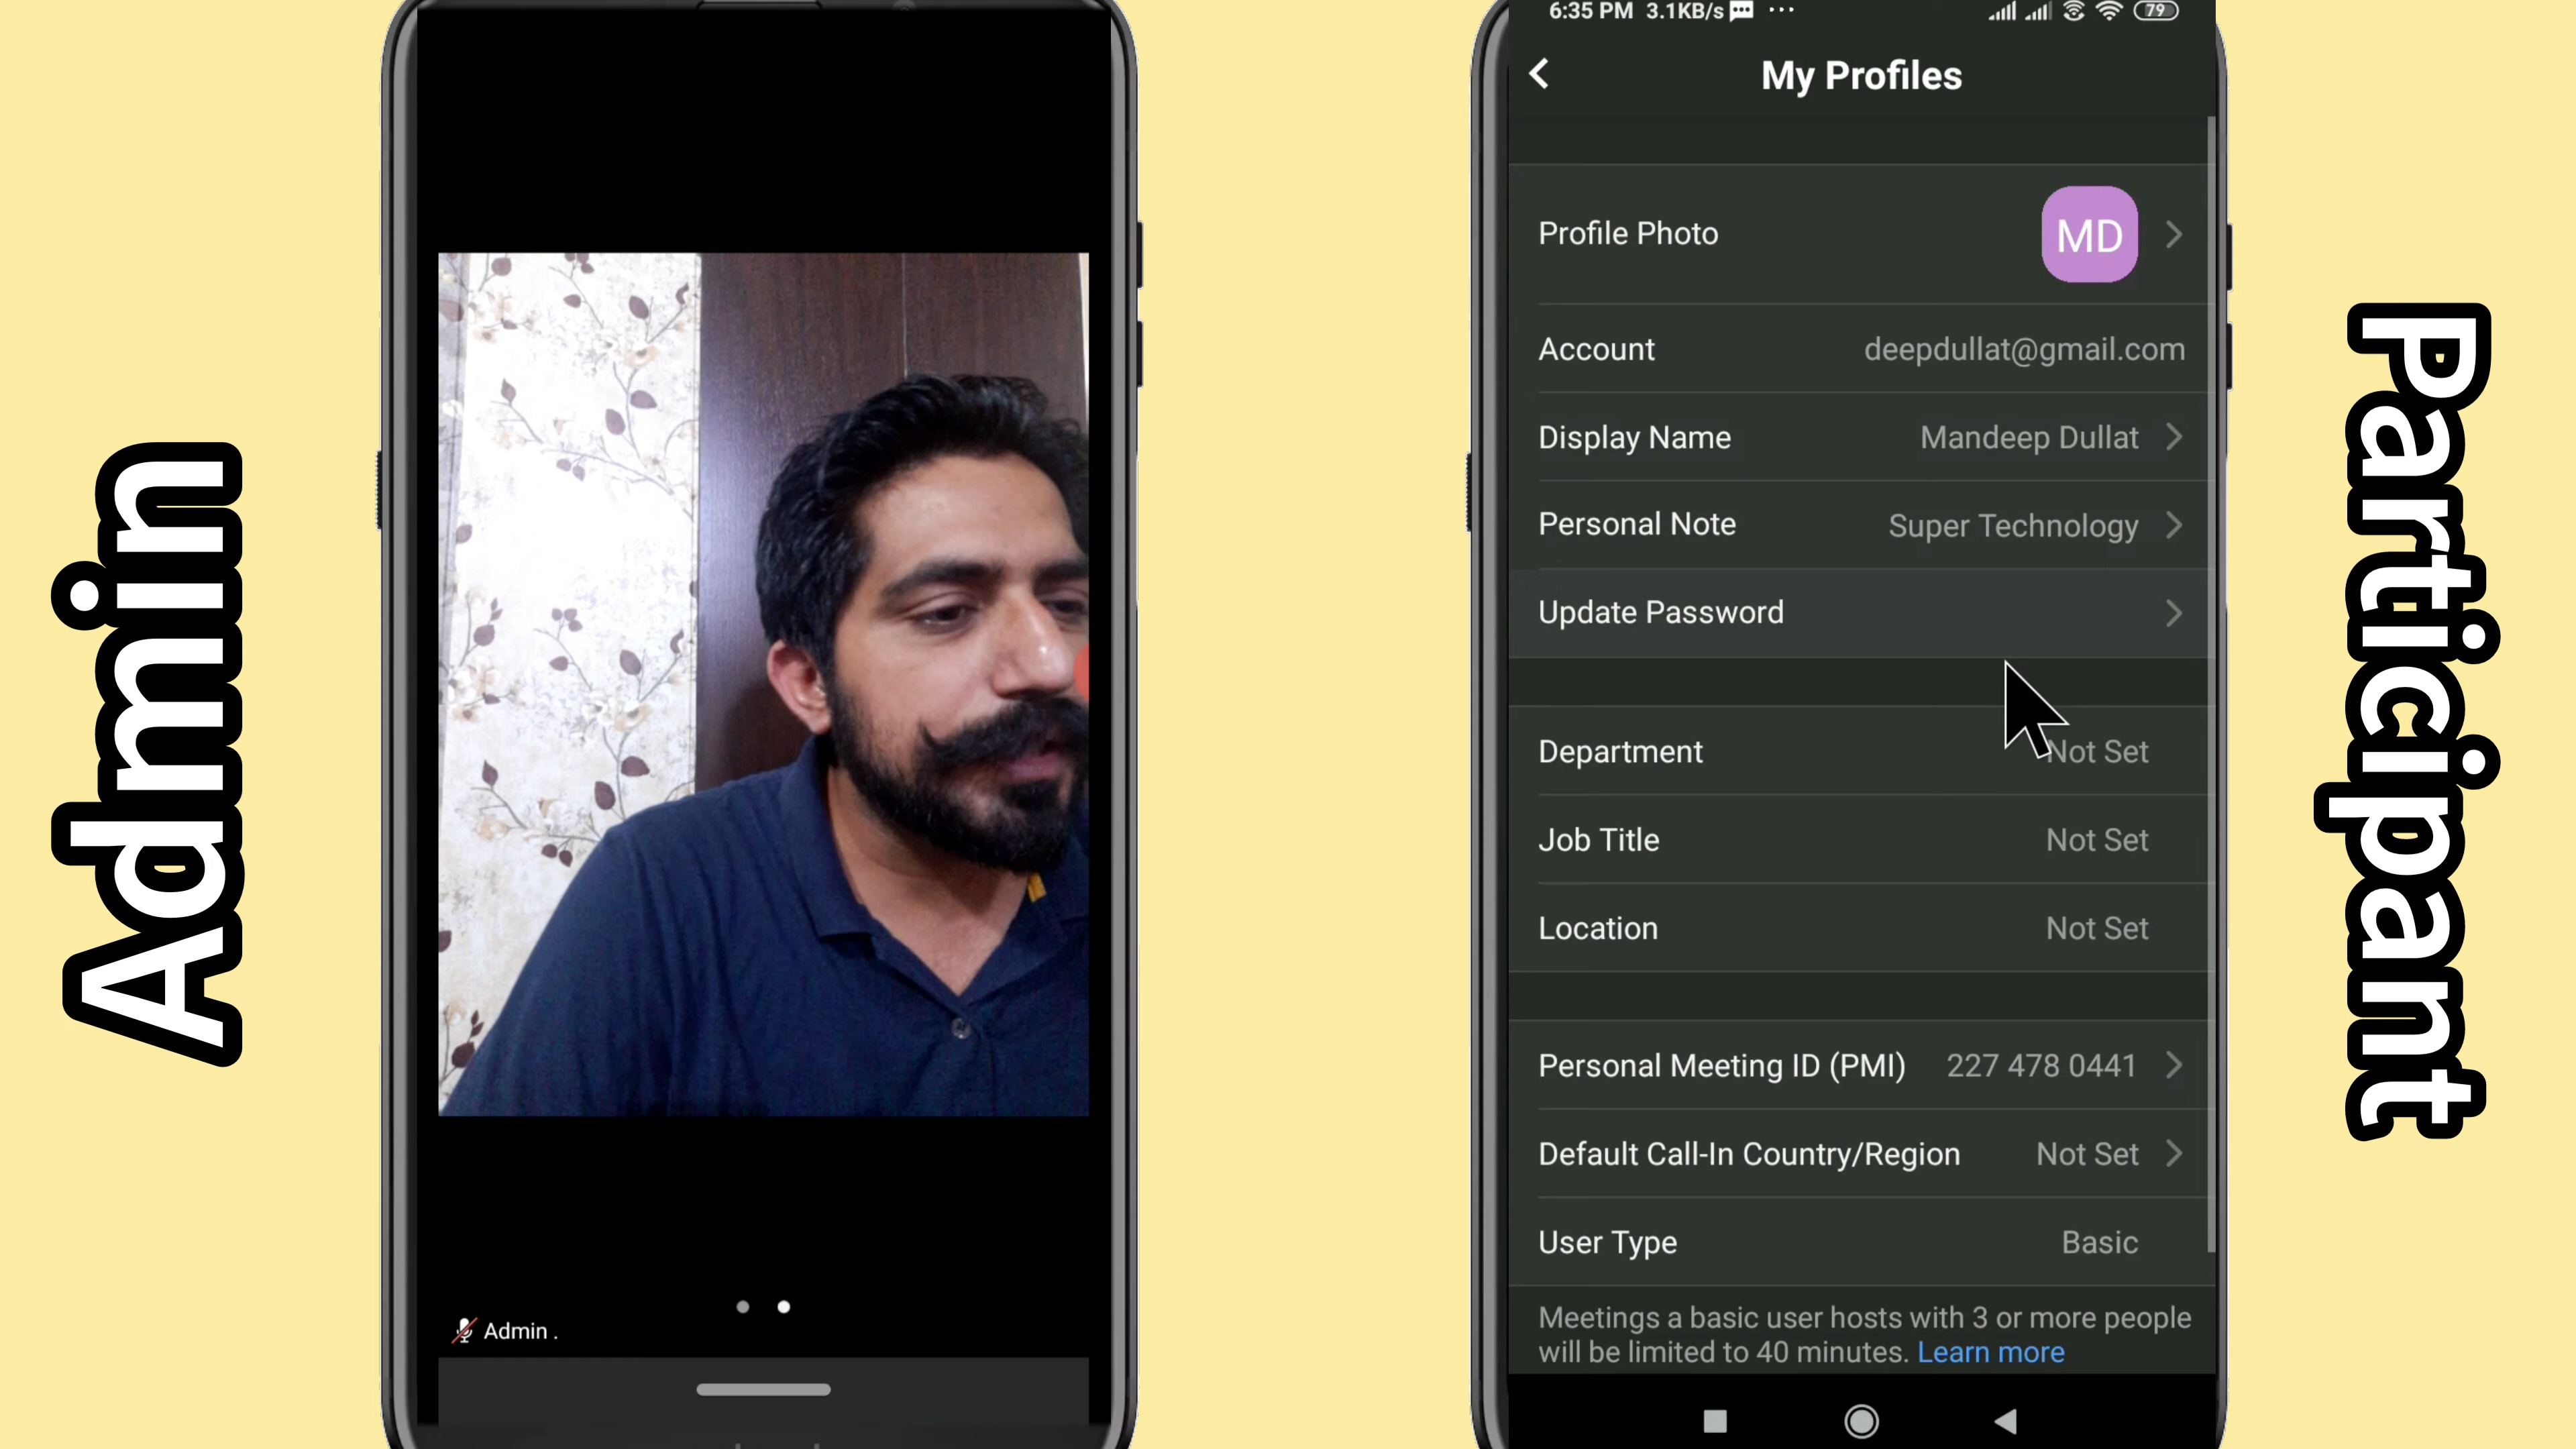 Admin
Admin .
6:35 PM 3.1KB/s ... 79
My Profiles
Profile Photo MD
Account deepdullat@gmail.com
Display Name Mandeep Dullat
Personal Note Super Technology
Update Password
Department Not Set
Job Title Not Set
Location Not Set
Personal Meeting ID (PMI) 227 478 0441
Default Call-In Country/Region Not Set
User Type Basic
Meetings a basic user hosts with 3 or more people
will be limited to 40 minutes. Learn more
Participant